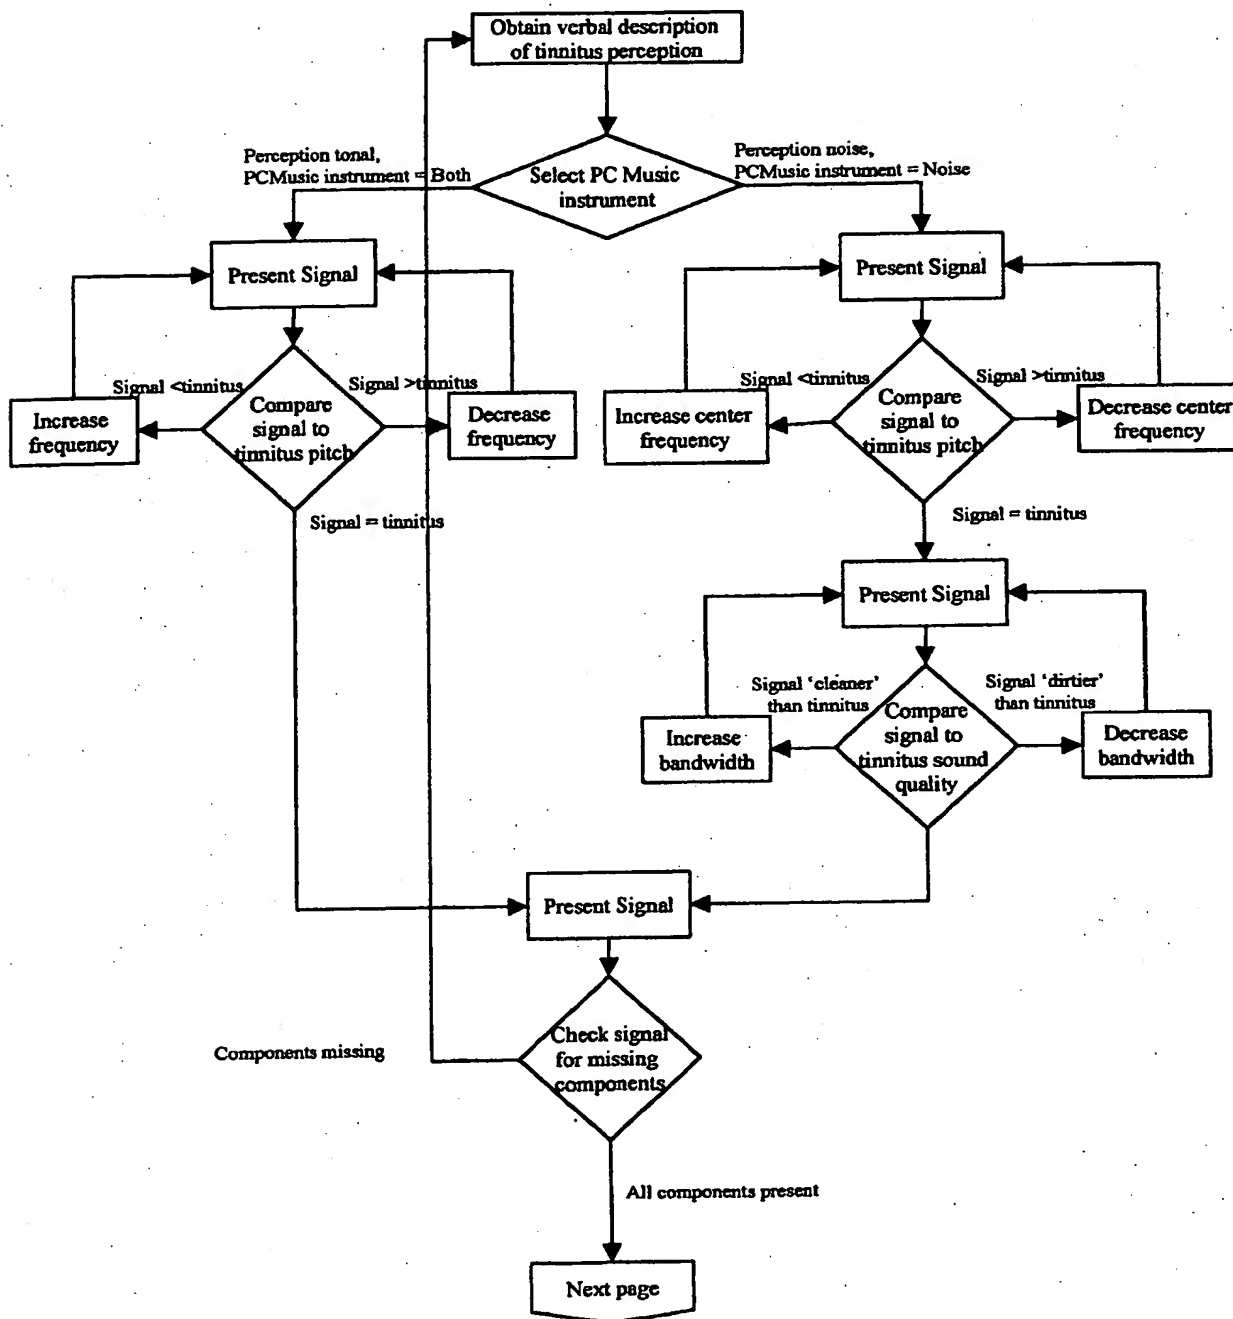 Obtain verbal description
of tinnitus perception
Perception tonal,
PCMusic instrument = Both
Select PC Music
instrument
Perception noise,
PCMusic instrument = Noise
Present Signal
Present Signal
Signal <tinnitus
Signal >tinnitus
Increase
frequency
Compare
signal to
tinnitus pitch
Decrease
frequency
Signal = tinnitus
Signal <tinnitus
Signal >tinnitus
Increase center
frequency
Compare
signal to
tinnitus pitch
Decrease center
frequency
Signal = tinnitus
Present Signal
Signal ‘cleaner’
than tinnitus
Signal ‘dirtier’
than tinnitus
Increase
bandwidth
Compare
signal to
tinnitus sound
quality
Decrease
bandwidth
Present Signal
Components missing
Check signal
for missing
components
All components present
Next page